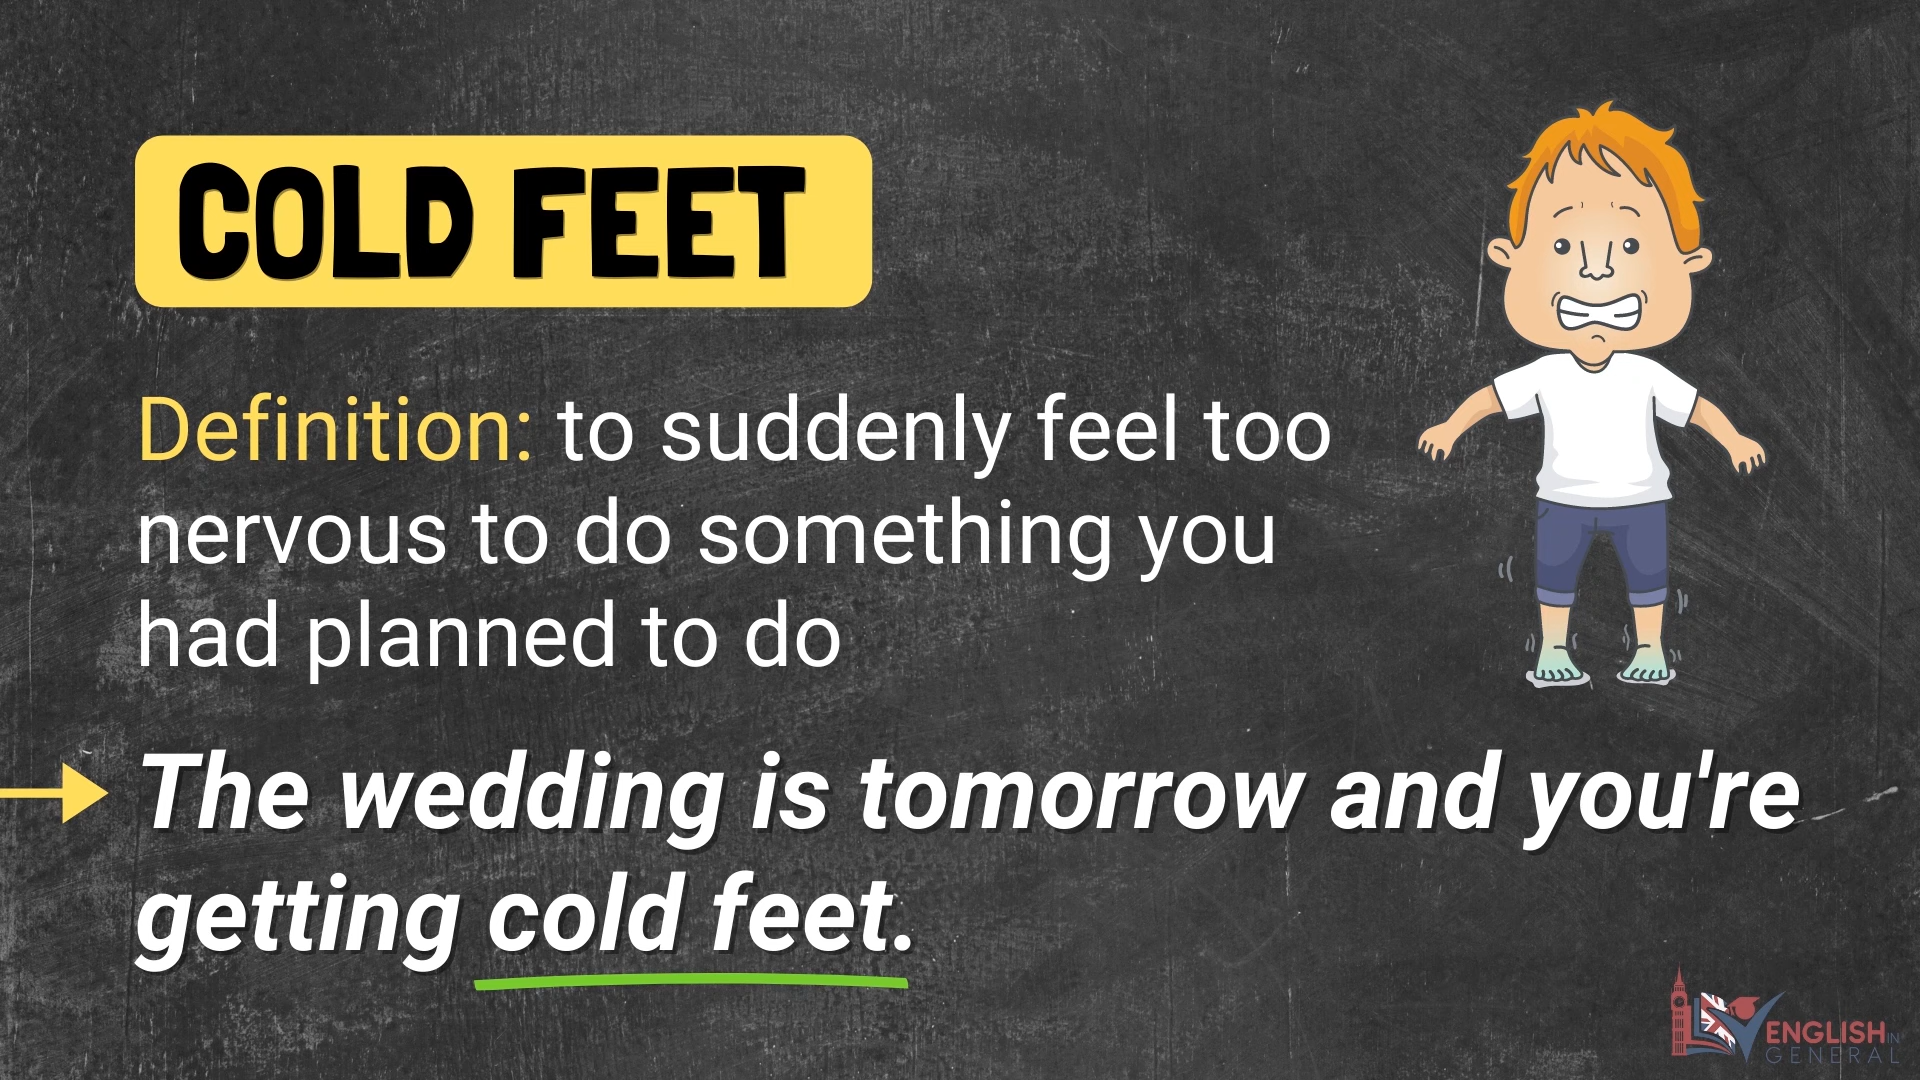 COLD FEET
Definition: to suddenly feel too
nervous to do something you
had planned to do
The wedding is tomorrow and you're
getting cold feet.
ENGLISH IN
GENERAL